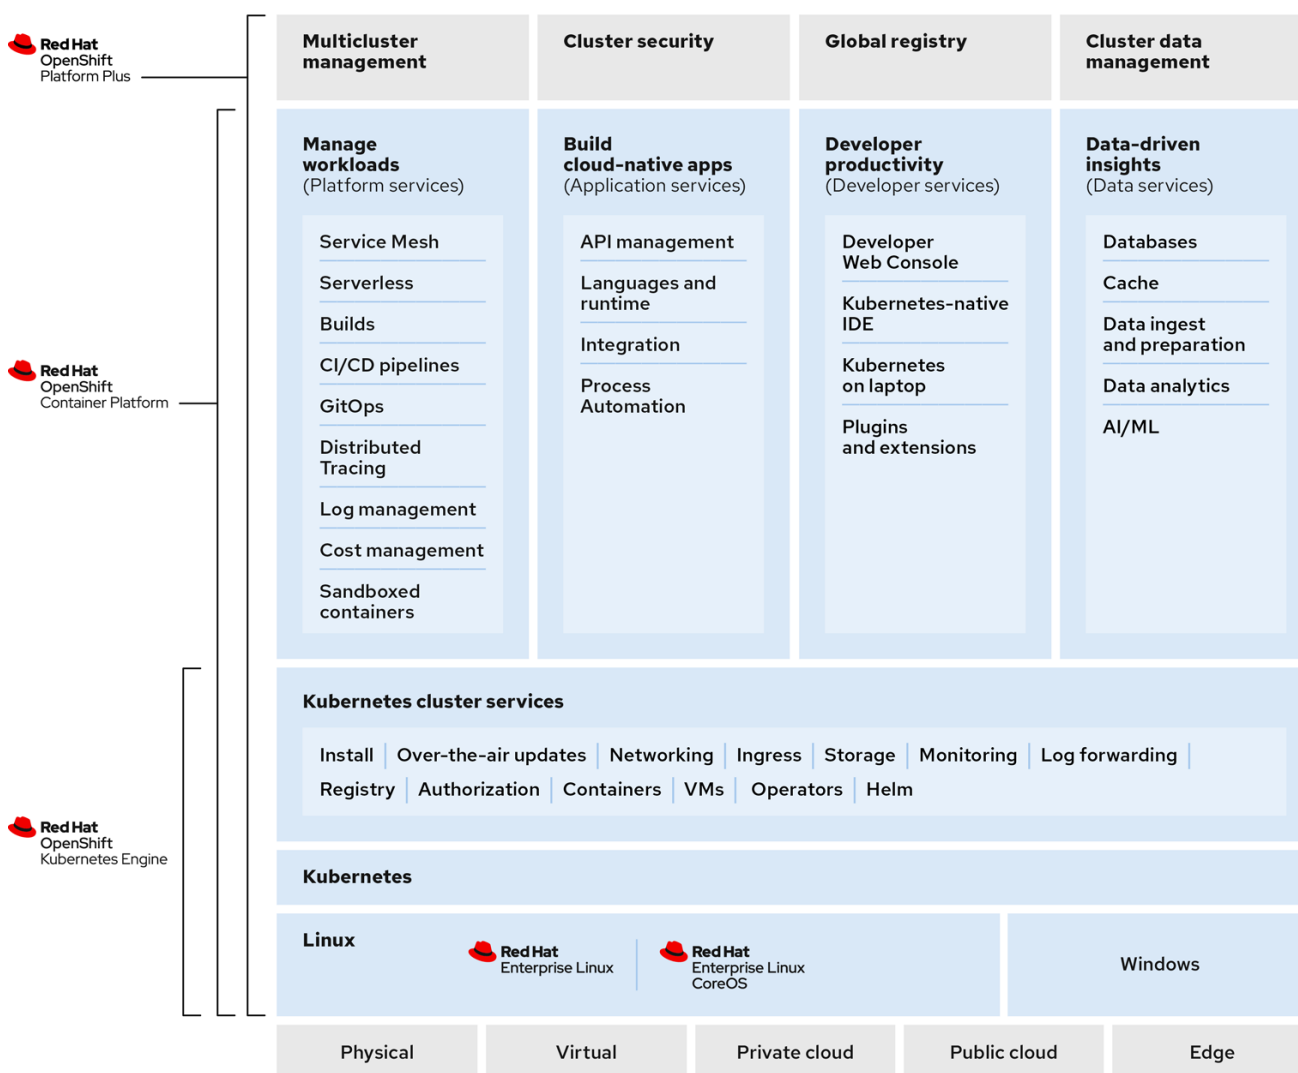 Red Hat
OpenShift
Platform Plus
Multicluster
management
Cluster security
Global registry
Cluster data
management
Red Hat
OpenShift
Container Platform
Manage
workloads
(Platform services)
Service Mesh
Serverless
Builds
CI/CD pipelines
GitOps
Distributed
Tracing
Log management
Cost management
Sandboxed
containers
Build
cloud-native apps
(Application services)
API management
Languages and
runtime
Integration
Process
Automation
Developer
productivity
(Developer services)
Developer
Web Console
Kubernetes-native
IDE
Kubernetes
on laptop
Plugins
and extensions
Data-driven
insights
(Data services)
Databases
Cache
Data ingest
and preparation
Data analytics
AI/ML
Red Hat
OpenShift
Kubernetes Engine
Kubernetes cluster services
Install | Over-the-air updates | Networking | Ingress | Storage | Monitoring | Log forwarding |
Registry | Authorization | Containers | VMs | Operators | Helm
Kubernetes
Linux
Red Hat
Enterprise Linux
Red Hat
Enterprise Linux
CoreOS
Windows
Physical
Virtual
Private cloud
Public cloud
Edge